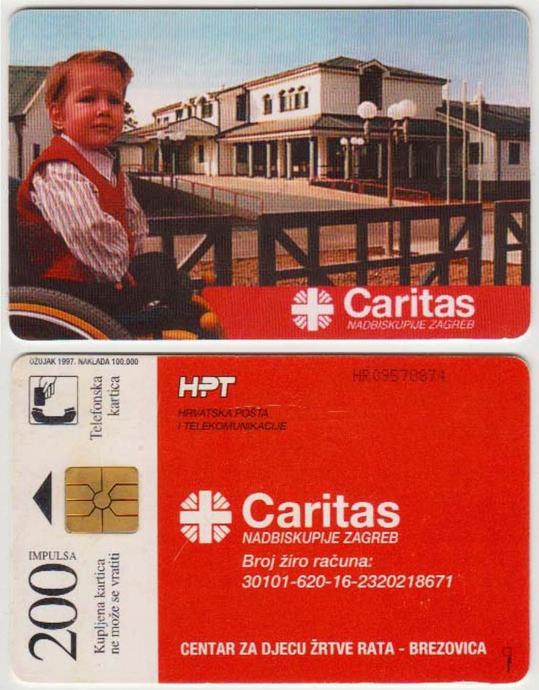 Caritas
NADBISKUPIJE ZAGREB
OŽUJAK 1997. NAKLADA 100.000
Telefonska
kartica
HPT
HRVATSKA POŠTA
I TELEKOMUNIKACIJE
HR09578874
200
IMPULSA
Kupljena kartica
ne može se vratiti
Caritas
NADBISKUPIJE ZAGREB
Broj žiro računa:
30101-620-16-2320218671
CENTAR ZA DJECU ŽRTVE RATA - BREZOVICA